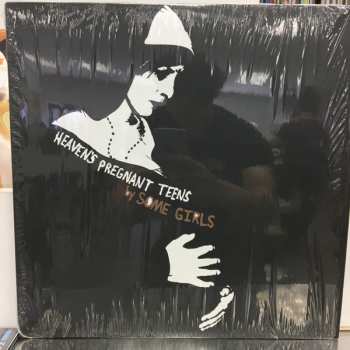 HEAVEN'S PREGNANT TEENS
by SOME GIRLS